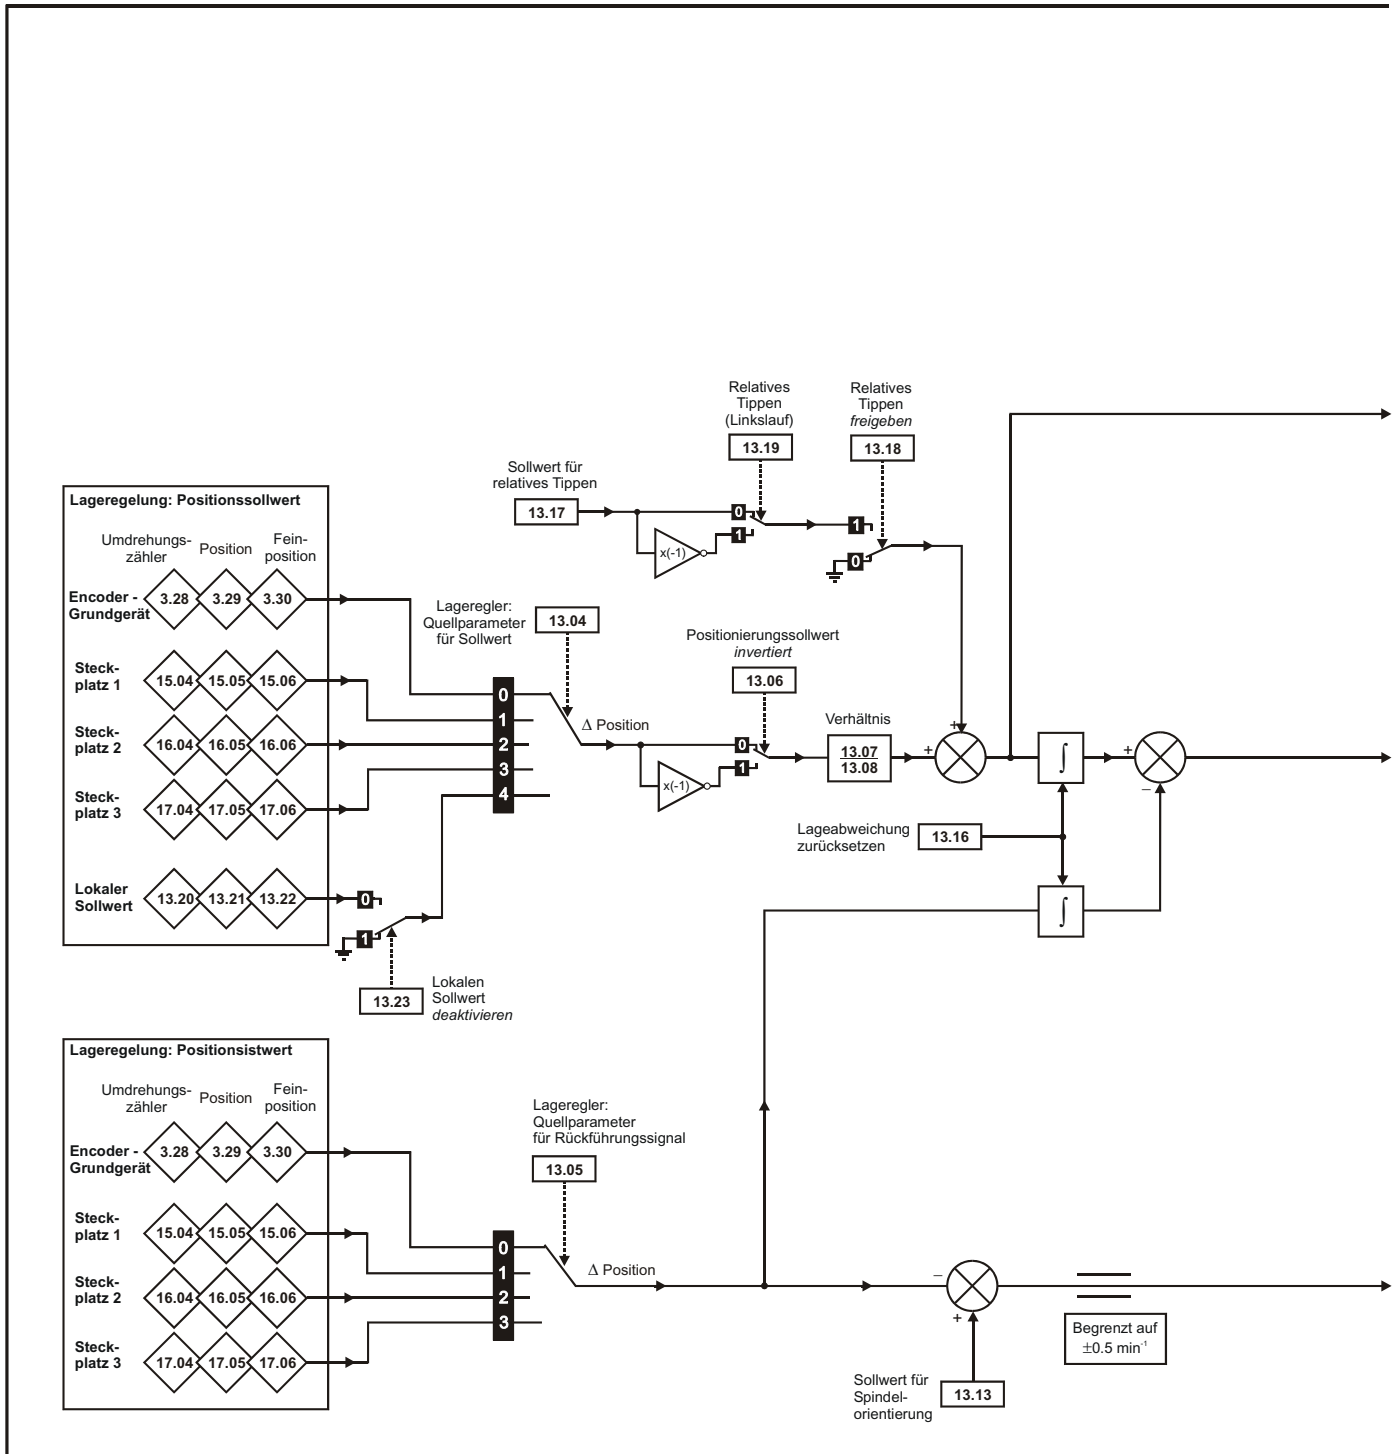 Relatives
Tippen
(Linkslauf)
13.19
Relatives
Tippen
freigeben
13.18
Sollwert für
relatives Tippen
13.17
0
1
x(-1)
1
0
Lageregelung: Positionssollwert
Umdrehungs-
zähler
Position
Fein-
position
Encoder -
Grundgerät
3.28 3.29 3.30
Steck-
platz 1
15.04 15.05 15.06
Steck-
platz 2
16.04 16.05 16.06
Steck-
platz 3
17.04 17.05 17.06
Lokaler
Sollwert
13.20 13.21 13.22
0
1
13.23
Lokalen
Sollwert
deaktivieren
Lageregler:
Quellparameter
für Sollwert
13.04
0
1
2
3
4
Δ Position
Positionierungssollwert
invertiert
13.06
0
1
x(-1)
Verhältnis
13.07
13.08
+
+
∫
+
−
Lageabweichung
zurücksetzen
13.16
∫
Lageregelung: Positionsistwert
Umdrehungs-
zähler
Position
Fein-
position
Encoder -
Grundgerät
3.28 3.29 3.30
Steck-
platz 1
15.04 15.05 15.06
Steck-
platz 2
16.04 16.05 16.06
Steck-
platz 3
17.04 17.05 17.06
Lageregler:
Quellparameter
für Rückführungssignal
13.05
0
1
2
3
Δ Position
−
+
Begrenzt auf
±0.5 min⁻¹
Sollwert für
Spindel-
orientierung
13.13